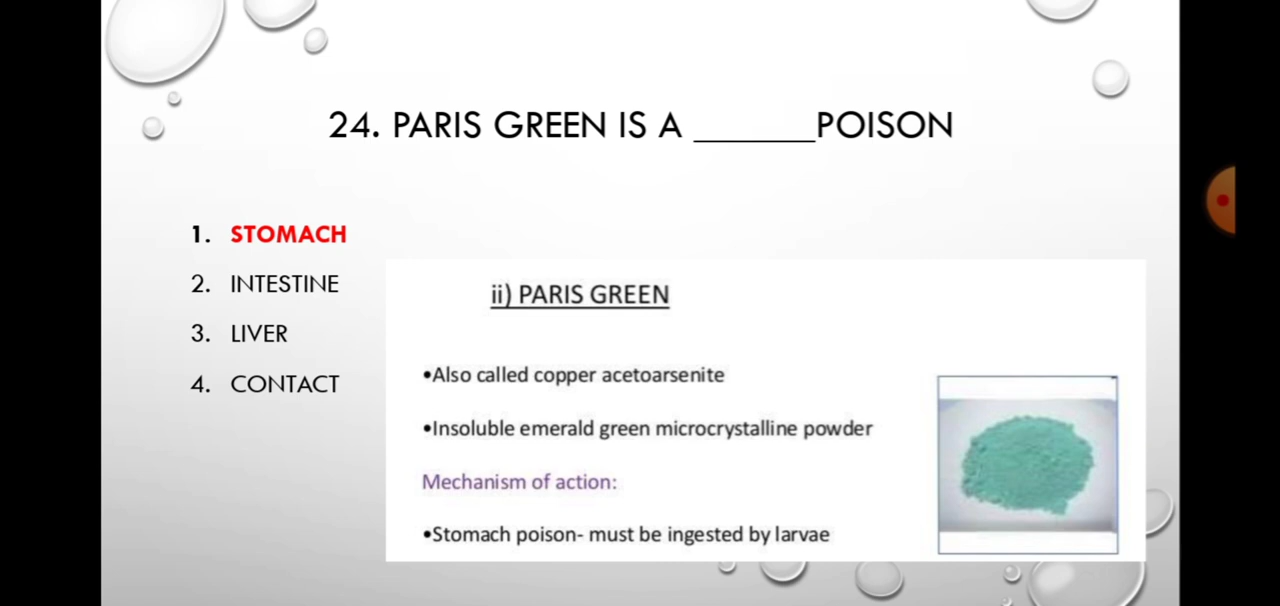 24. PARIS GREEN IS A ______POISON
1. STOMACH
2. INTESTINE
3. LIVER
4. CONTACT
ii) PARIS GREEN
•Also called copper acetoarsenite
•Insoluble emerald green microcrystalline powder
Mechanism of action:
•Stomach poison- must be ingested by larvae